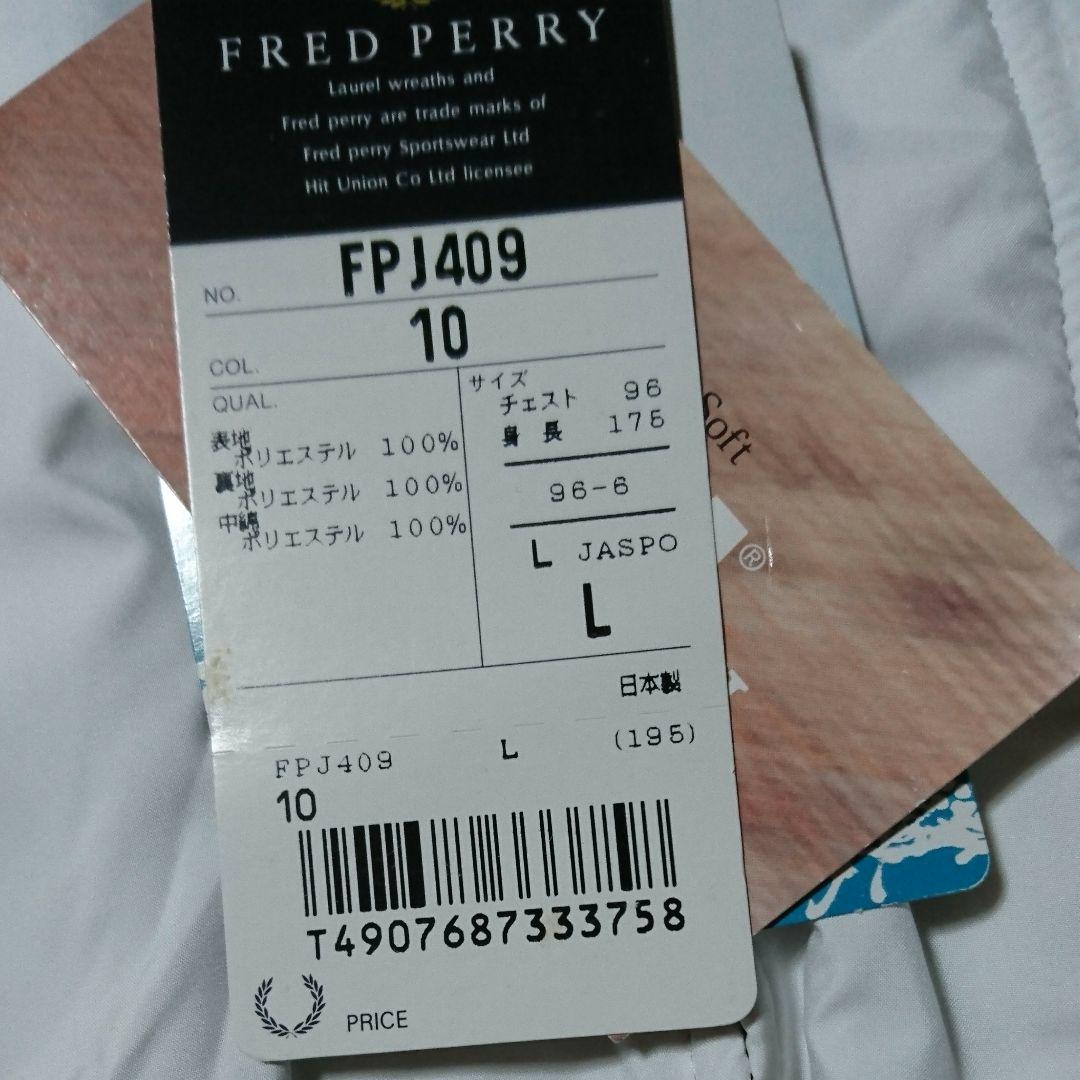 FRED PERRY
Laurel wreaths and
Fred perry are trade marks of
Fred perry Sportswear Ltd
Hit Union Co Ltd licensee
NO. FPJ409
COL. 10
QUAL.
表地
ポリエステル 100%
裏地
ポリエステル 100%
中綿
ポリエステル 100%
サイズ
チェスト 96
身長 175
96-6
L JASPO
L
日本製
FPJ409 L (195)
10
T4907687333758
PRICE
Soft
®